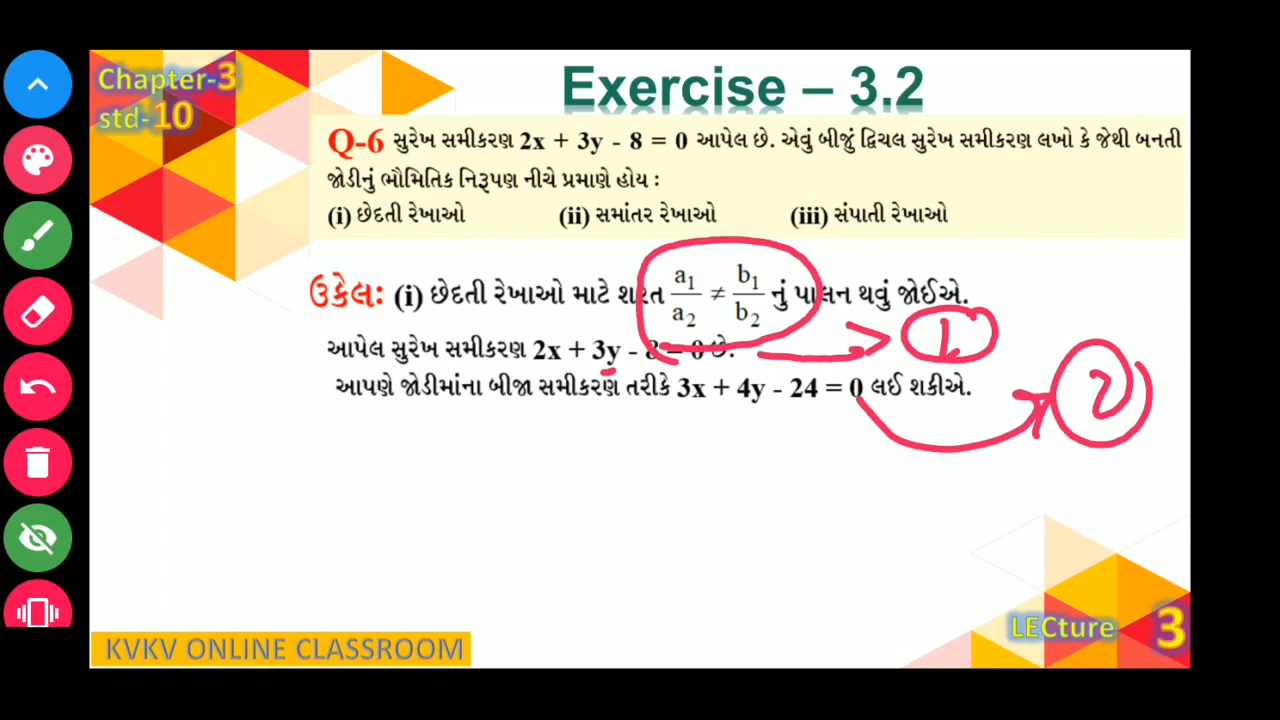 Chapter-3
std-10
Exercise – 3.2
Q-6 સુરેખ સમીકરણ 2x + 3y - 8 = 0 આપેલ છે. એવું બીજું દ્વિચલ સુરેખ સમીકરણ લખો કે જેથી બનતી
જોડીનું ભૌમિતિક નિરૂપણ નીચે પ્રમાણે હોય :
(i) છેદતી રેખાઓ (ii) સમાંતર રેખાઓ (iii) સંપાતી રેખાઓ
ઉકેલ: (i) છેદતી રેખાઓ માટે શરત a₁/a₂ ≠ b₁/b₂ નું પાલન થવું જોઈએ.
આપેલ સુરેખ સમીકરણ 2x + 3y - 8 = 0 છે. 1
આપણે જોડીમાંના બીજા સમીકરણ તરીકે 3x + 4y - 24 = 0 લઈ શકીએ. 2
LECture 3
KVKV ONLINE CLASSROOM